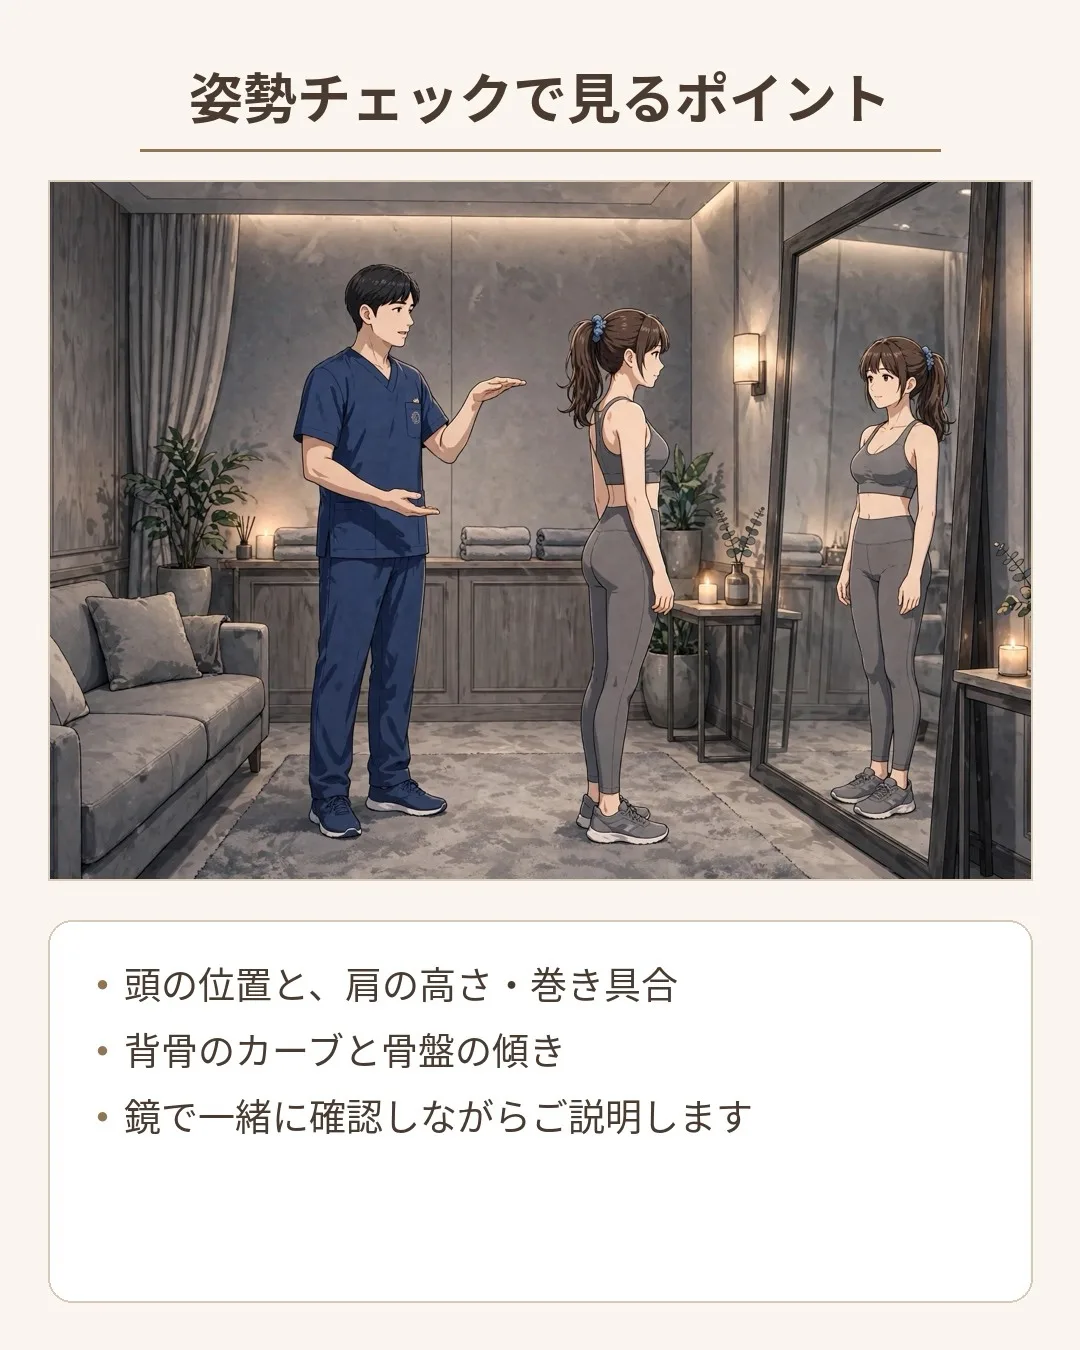 姿勢チェックで見るポイント
・頭の位置と、肩の高さ・巻き具合
・背骨のカーブと骨盤の傾き
・鏡で一緒に確認しながらご説明します